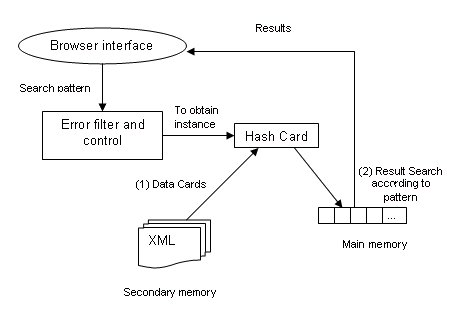 Results
Browser interface
Search pattern
To obtain
instance
Error filter and
control
Hash Card
(2) Result Search
according to
pattern
(1) Data Cards
...
XML
Main memory
Secondary memory